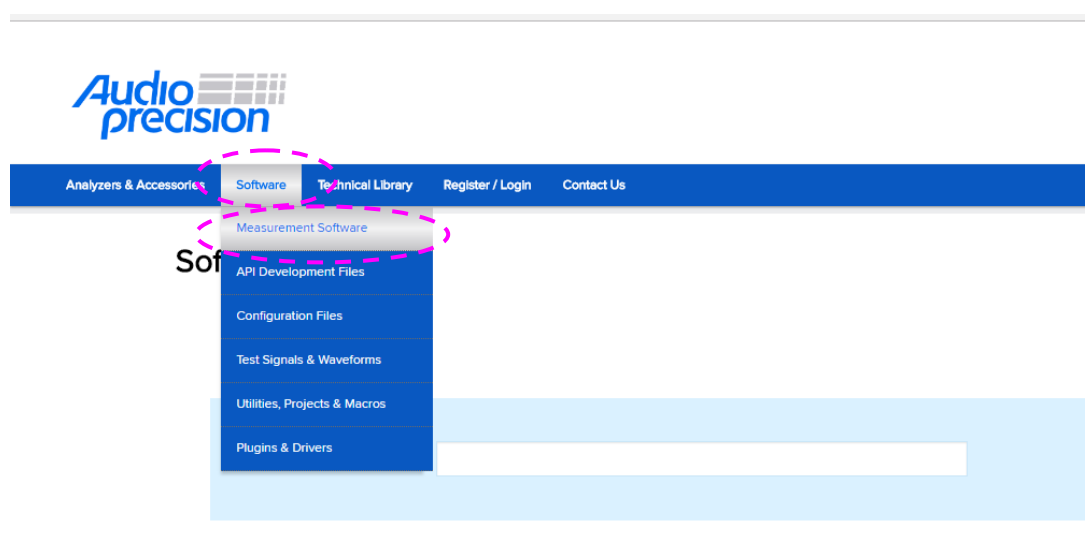 Audio
precision
Analyzers & Accessories Software Technical Library Register / Login Contact Us
Measurement Software
Sof
API Development Files
Configuration Files
Test Signals & Waveforms
Utilities, Projects & Macros
Plugins & Drivers